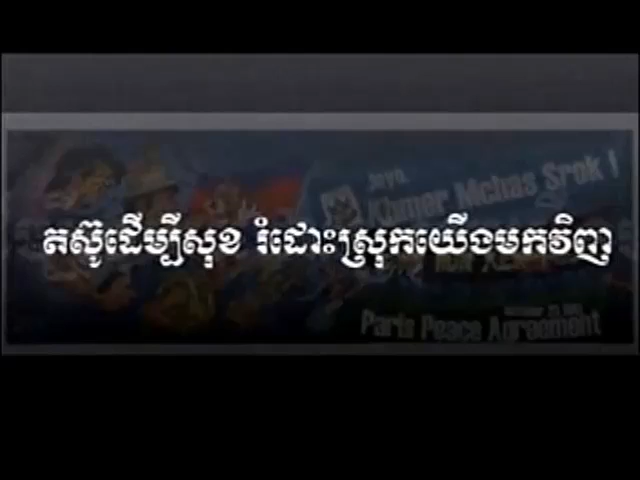 Jayo,
Khmer Mchas Srok !
តស៊ូដើម្បីសុខ រំដោះស្រុកយើងមកវិញ
Paris Peace Agreement